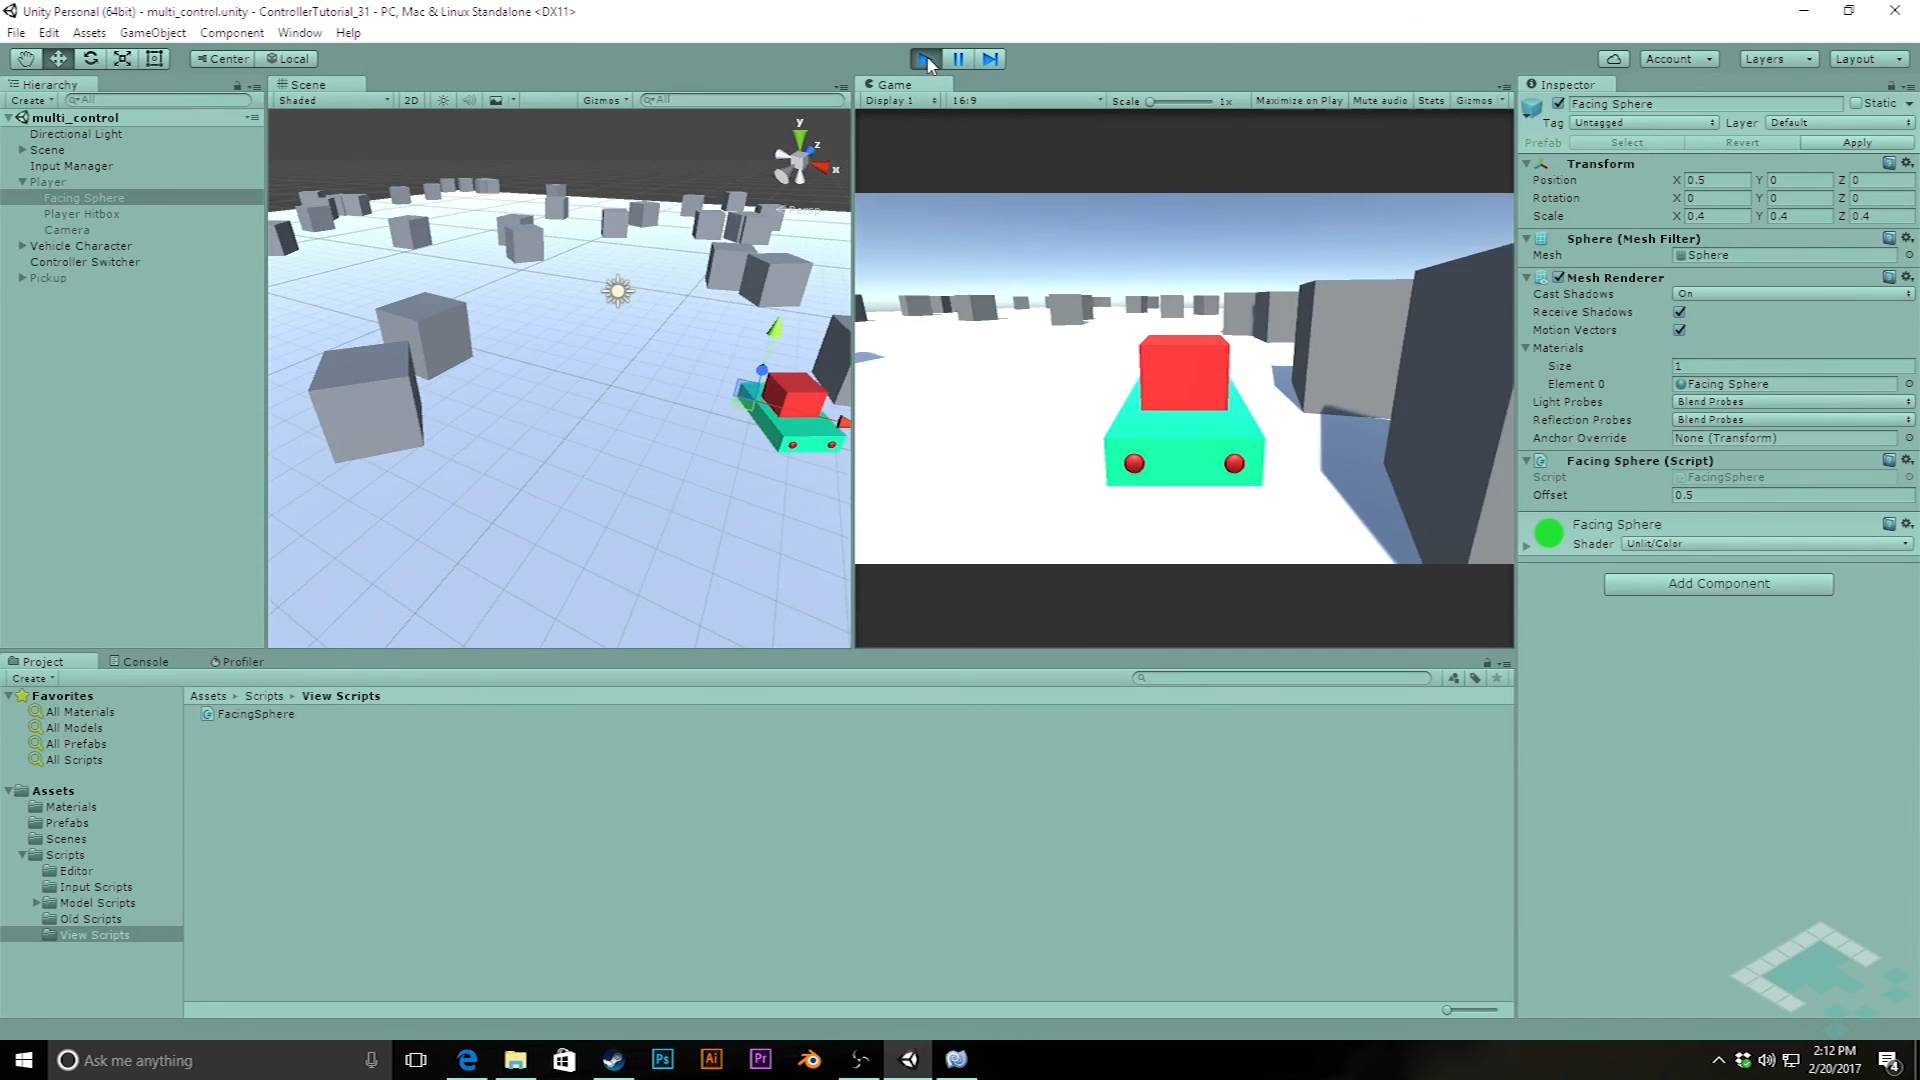 Unity Personal (64bit) - multi_control.unity - ControllerTutorial_31 - PC, Mac & Linux Standalone <DX11>
File Edit Assets GameObject Component Window Help
Center Local
Account Layers Layout
Hierarchy
Create All
multi_control
Directional Light
Scene
Input Manager
Player
Facing Sphere
Player Hitbox
Camera
Vehicle Character
Controller Switcher
Pickup
Scene
Shaded 2D Gizmos All
y
z
x
Persp
Game
Display 1 16:9 Scale 1x Maximize on Play Mute audio Stats Gizmos
Inspector
Facing Sphere Static
Tag Untagged Layer Default
Prefab Select Revert Apply
Transform
Position X 0.5 Y 0 Z 0
Rotation X 0 Y 0 Z 0
Scale X 0.4 Y 0.4 Z 0.4
Sphere (Mesh Filter)
Mesh Sphere
Mesh Renderer
Cast Shadows On
Receive Shadows
Motion Vectors
Materials
Size 1
Element 0 Facing Sphere
Light Probes Blend Probes
Reflection Probes Blend Probes
Anchor Override None (Transform)
Facing Sphere (Script)
Script FacingSphere
Offset 0.5
Facing Sphere
Shader Unlit/Color
Add Component
Project Console Profiler
Create
Favorites
All Materials
All Models
All Prefabs
All Scripts
Assets
Materials
Prefabs
Scenes
Scripts
Editor
Input Scripts
Model Scripts
Old Scripts
View Scripts
Assets Scripts View Scripts
FacingSphere
Ask me anything
Ps
Ai
Pr
2:12 PM
2/20/2017
4